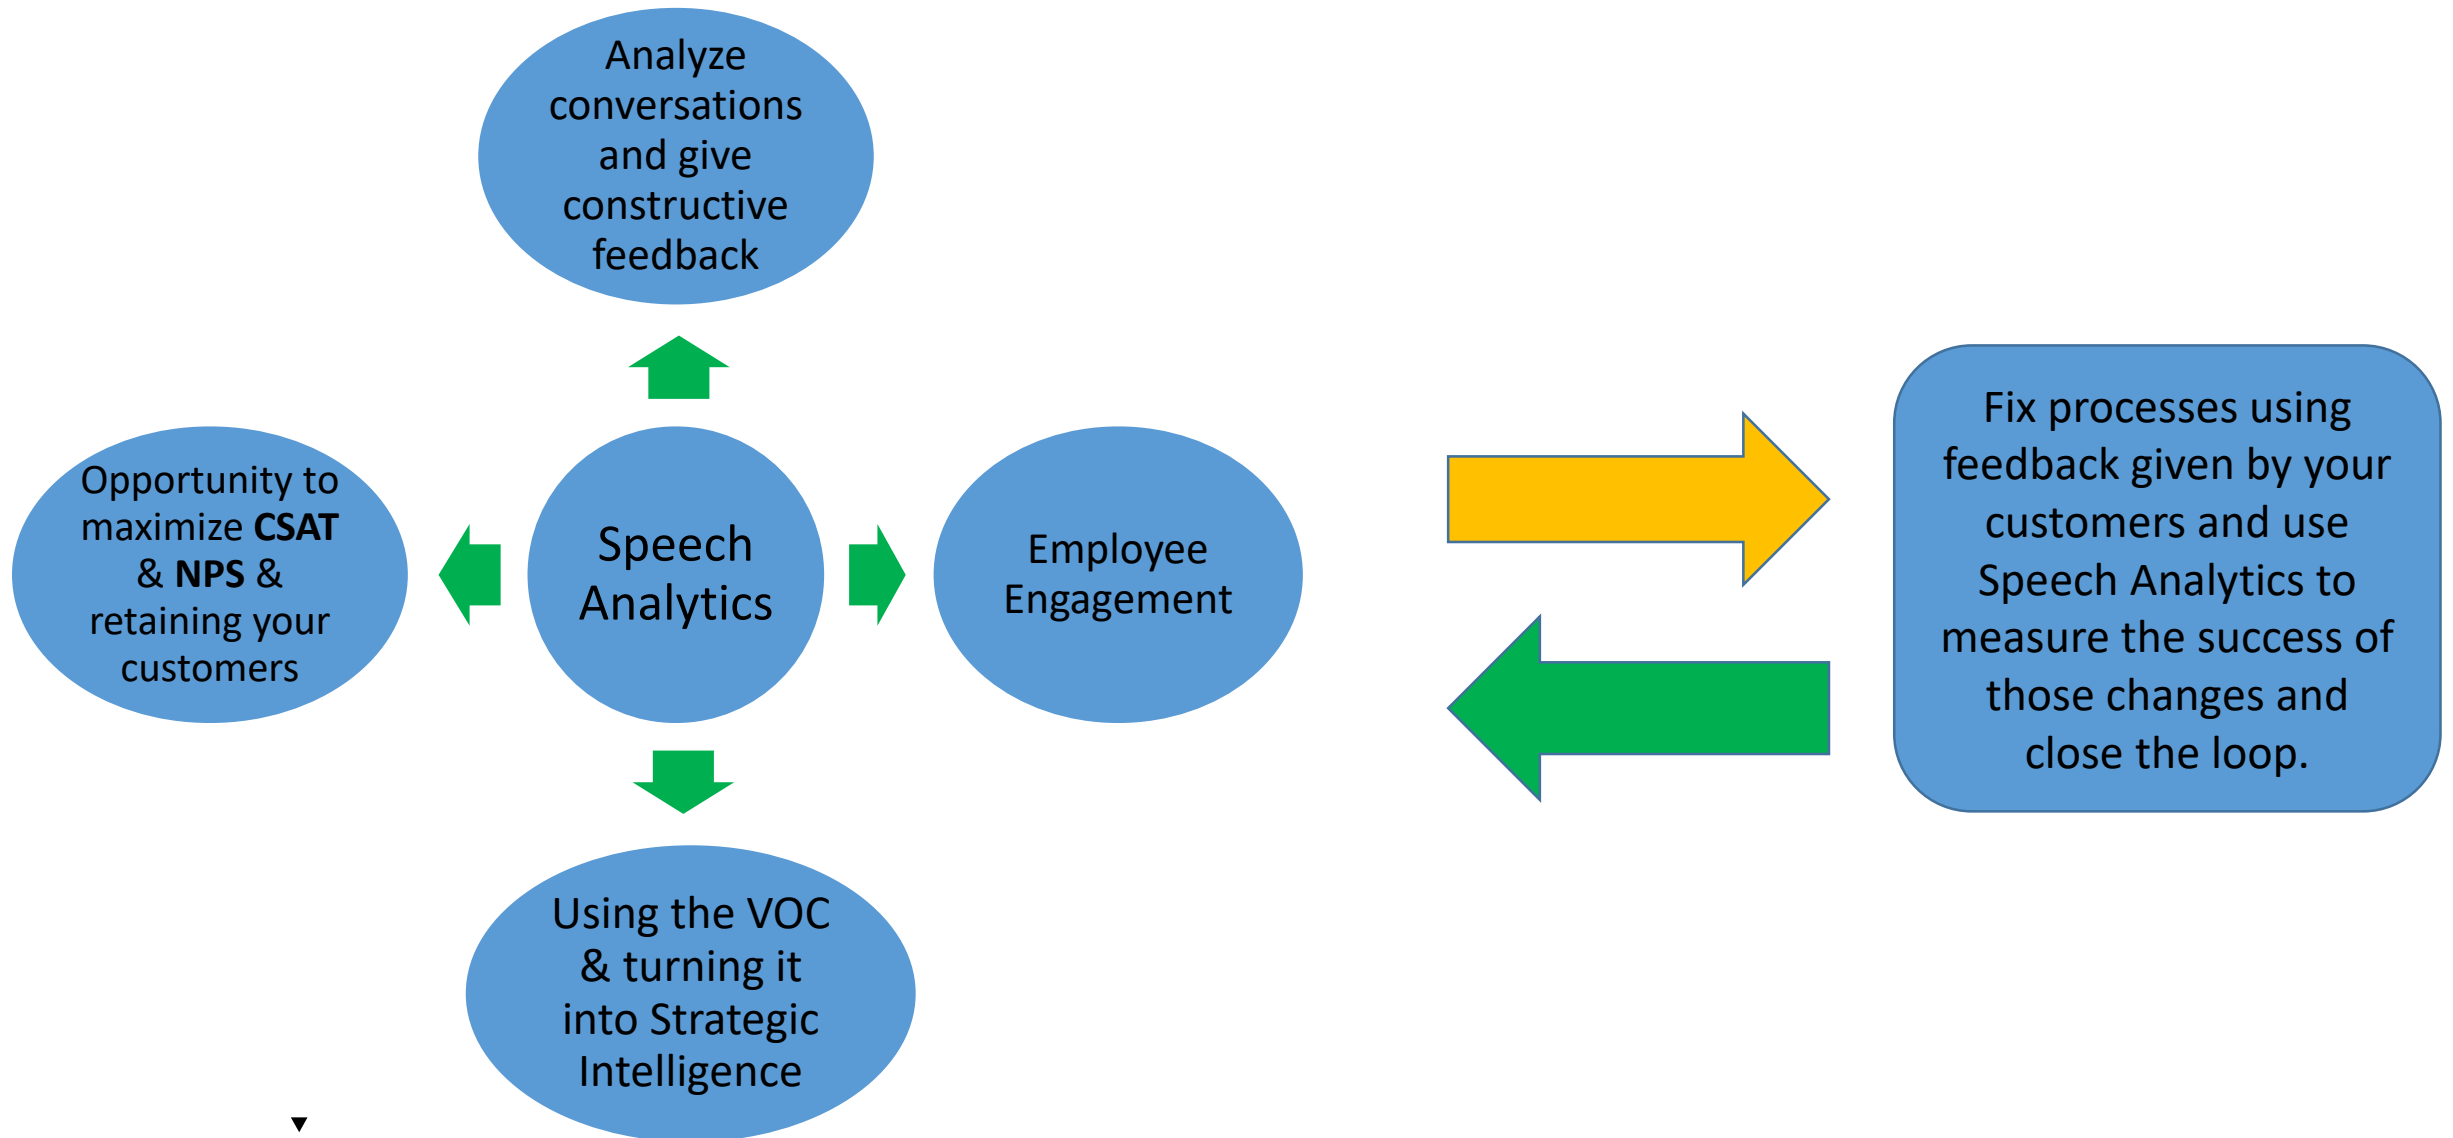 Analyze
conversations
and give
constructive
feedback
Opportunity to
maximize CSAT
& NPS &
retaining your
customers
Speech
Analytics
Employee
Engagement
Using the VOC
& turning it
into Strategic
Intelligence
Fix processes using
feedback given by your
customers and use
Speech Analytics to
measure the success of
those changes and
close the loop.